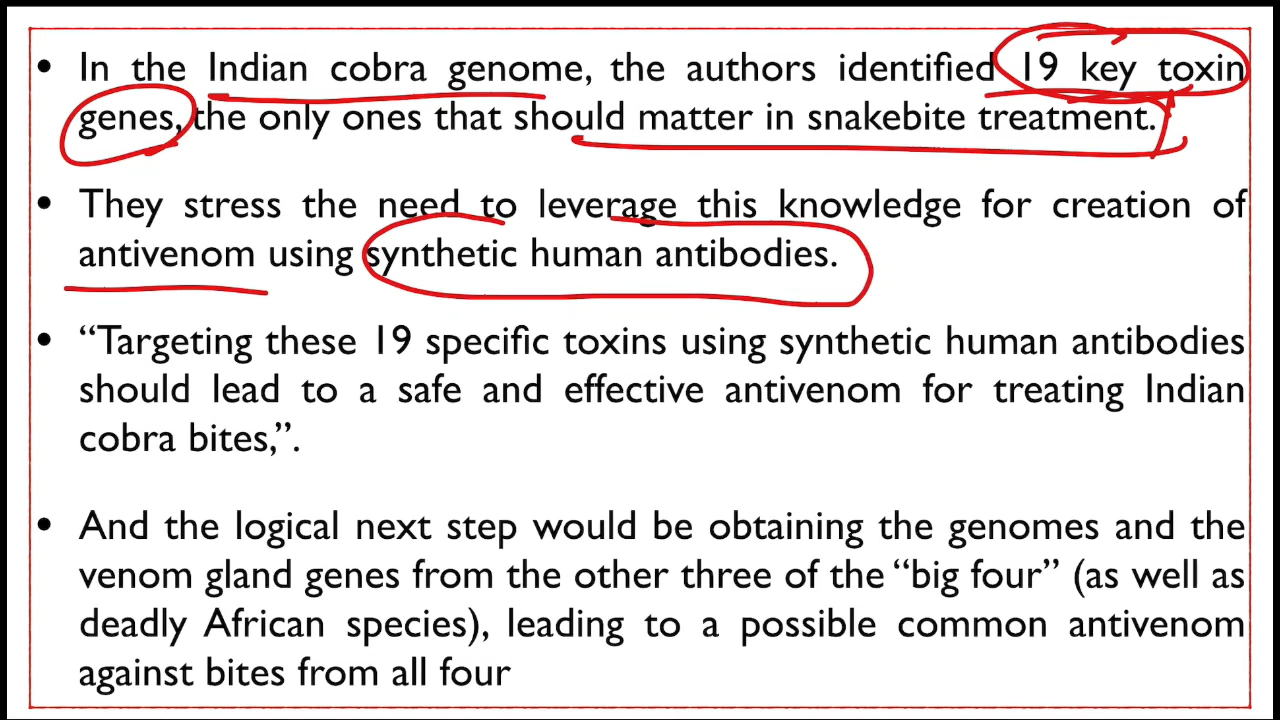 • In the Indian cobra genome, the authors identified 19 key toxin
genes, the only ones that should matter in snakebite treatment.
• They stress the need to leverage this knowledge for creation of
antivenom using synthetic human antibodies.
• “Targeting these 19 specific toxins using synthetic human antibodies
should lead to a safe and effective antivenom for treating Indian
cobra bites,”.
• And the logical next step would be obtaining the genomes and the
venom gland genes from the other three of the “big four” (as well as
deadly African species), leading to a possible common antivenom
against bites from all four